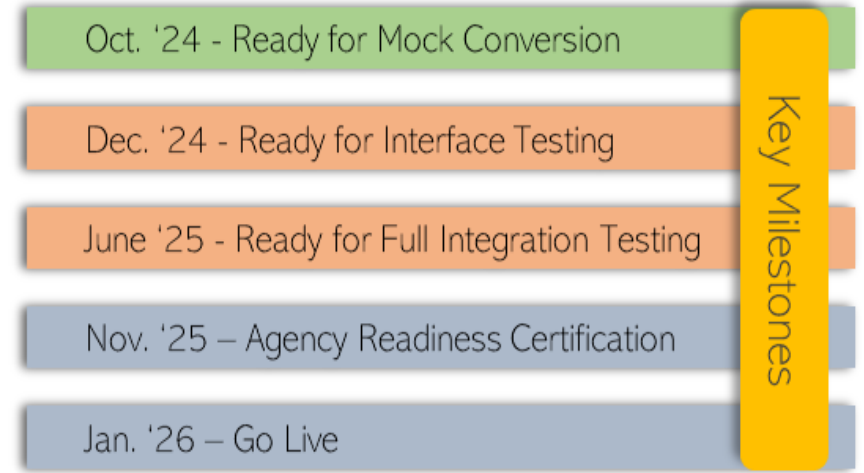 Oct. ‘24 - Ready for Mock Conversion
Dec. ‘24 - Ready for Interface Testing
June ‘25 - Ready for Full Integration Testing
Nov. ‘25 – Agency Readiness Certification
Jan. ‘26 – Go Live
Key Milestones